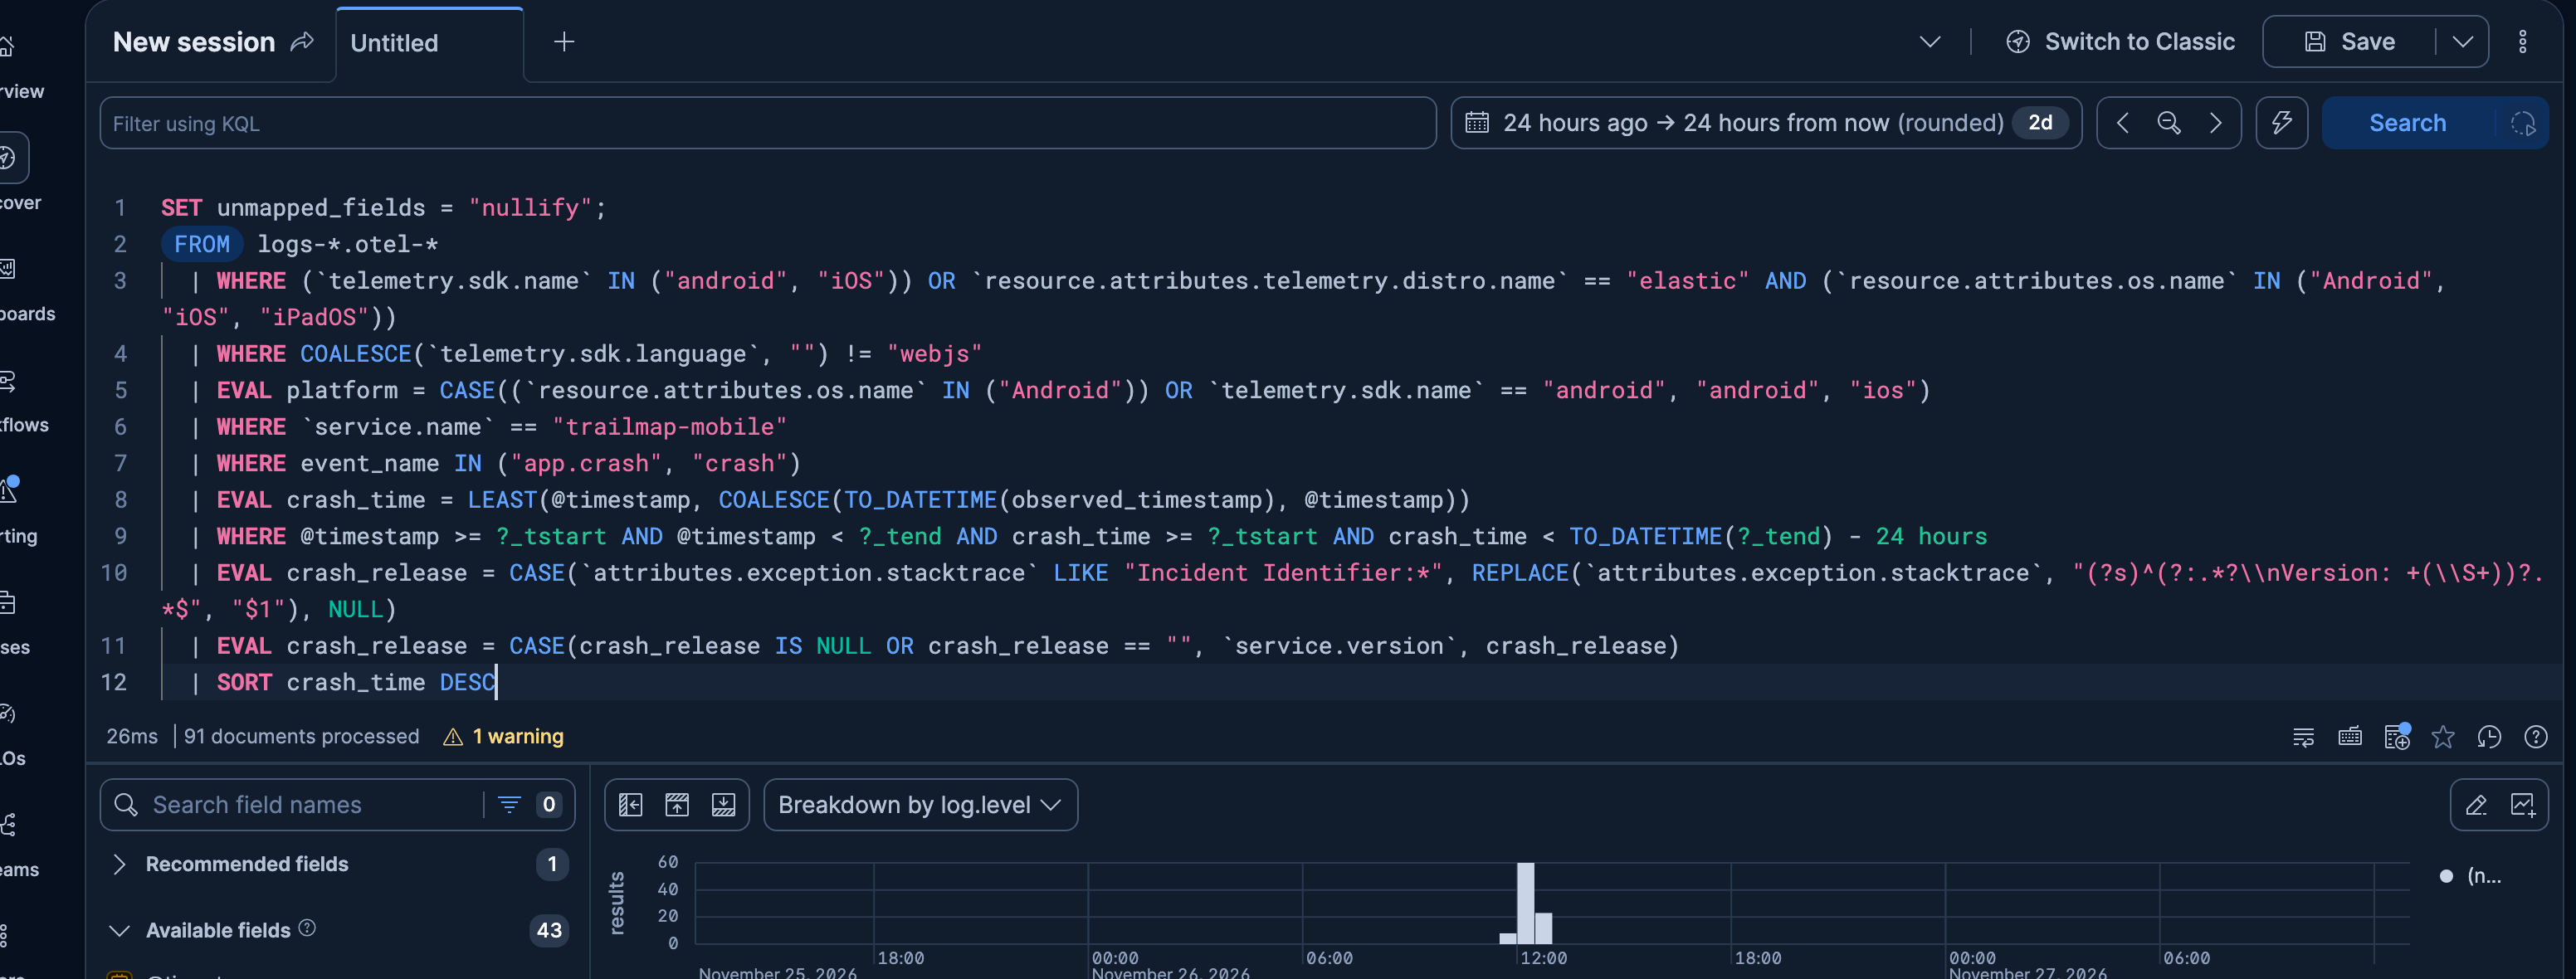 New session
Untitled
Switch to Classic
Save
Filter using KQL
24 hours ago → 24 hours from now (rounded) 2d
Search
1 SET unmapped_fields = "nullify";
2 FROM logs-*.otel-*
3 | WHERE (`telemetry.sdk.name` IN ("android", "iOS")) OR `resource.attributes.telemetry.distro.name` == "elastic" AND (`resource.attributes.os.name` IN ("Android",
"iOS", "iPadOS"))
4 | WHERE COALESCE(`telemetry.sdk.language`, "") != "webjs"
5 | EVAL platform = CASE((`resource.attributes.os.name` IN ("Android")) OR `telemetry.sdk.name` == "android", "android", "ios")
6 | WHERE `service.name` == "trailmap-mobile"
7 | WHERE event_name IN ("app.crash", "crash")
8 | EVAL crash_time = LEAST(@timestamp, COALESCE(TO_DATETIME(observed_timestamp), @timestamp))
9 | WHERE @timestamp >= ?_tstart AND @timestamp < ?_tend AND crash_time >= ?_tstart AND crash_time < TO_DATETIME(?_tend) - 24 hours
10 | EVAL crash_release = CASE(`attributes.exception.stacktrace` LIKE "Incident Identifier:*", REPLACE(`attributes.exception.stacktrace`, "(?s)^(?:.*?\\nVersion: +(\\S+))?.
*$", "$1"), NULL)
11 | EVAL crash_release = CASE(crash_release IS NULL OR crash_release == "", `service.version`, crash_release)
12 | SORT crash_time DESC
26ms | 91 documents processed 1 warning
Search field names 0
Breakdown by log.level
Recommended fields 1
Available fields 43
results
60
40
20
0
(n...
18:00 00:00 06:00 12:00 18:00 00:00 06:00
November 25, 2026 November 26, 2026 November 27, 2026
rview
cover
boards
flows
rting
ses
Os
eams